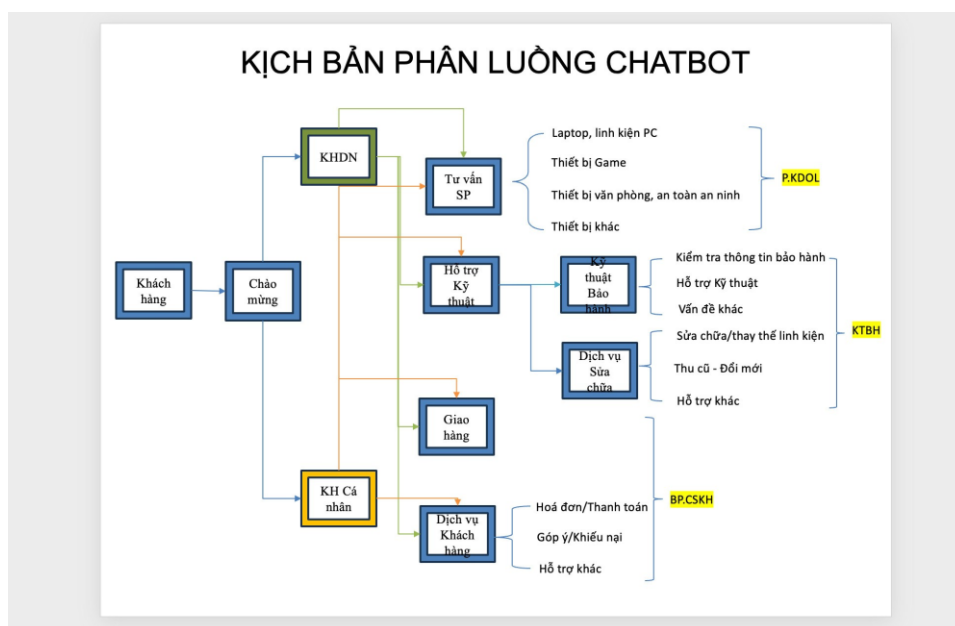 KỊCH BẢN PHÂN LUỒNG CHATBOT
Khách
hàng
Chào
mừng
KHDN
KH Cá
nhân
Tư vấn
SP
Laptop, linh kiện PC
Thiết bị Game
Thiết bị văn phòng, an toàn an ninh
Thiết bị khác
P.KDOL
Hỗ trợ
Kỹ
thuật
Kỹ
thuật
Bảo
hành
Kiểm tra thông tin bảo hành
Hỗ trợ Kỹ thuật
Vấn đề khác
Dịch vụ
Sửa
chữa
Sửa chữa/thay thế linh kiện
Thu cũ - Đổi mới
Hỗ trợ khác
KTBH
Giao
hàng
Dịch vụ
Khách
hàng
Hoá đơn/Thanh toán
Góp ý/Khiếu nại
Hỗ trợ khác
BP.CSKH